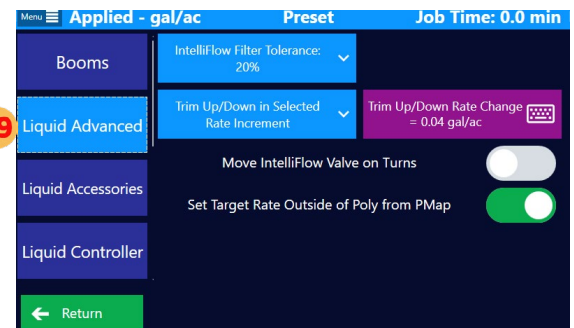 Menu Applied - gal/ac Preset Job Time: 0.0 min
Booms
IntelliFlow Filter Tolerance:
20%
9
Liquid Advanced
Trim Up/Down in Selected
Rate Increment
Trim Up/Down Rate Change
= 0.04 gal/ac
Move IntelliFlow Valve on Turns
Liquid Accessories
Set Target Rate Outside of Poly from PMap
Liquid Controller
Return